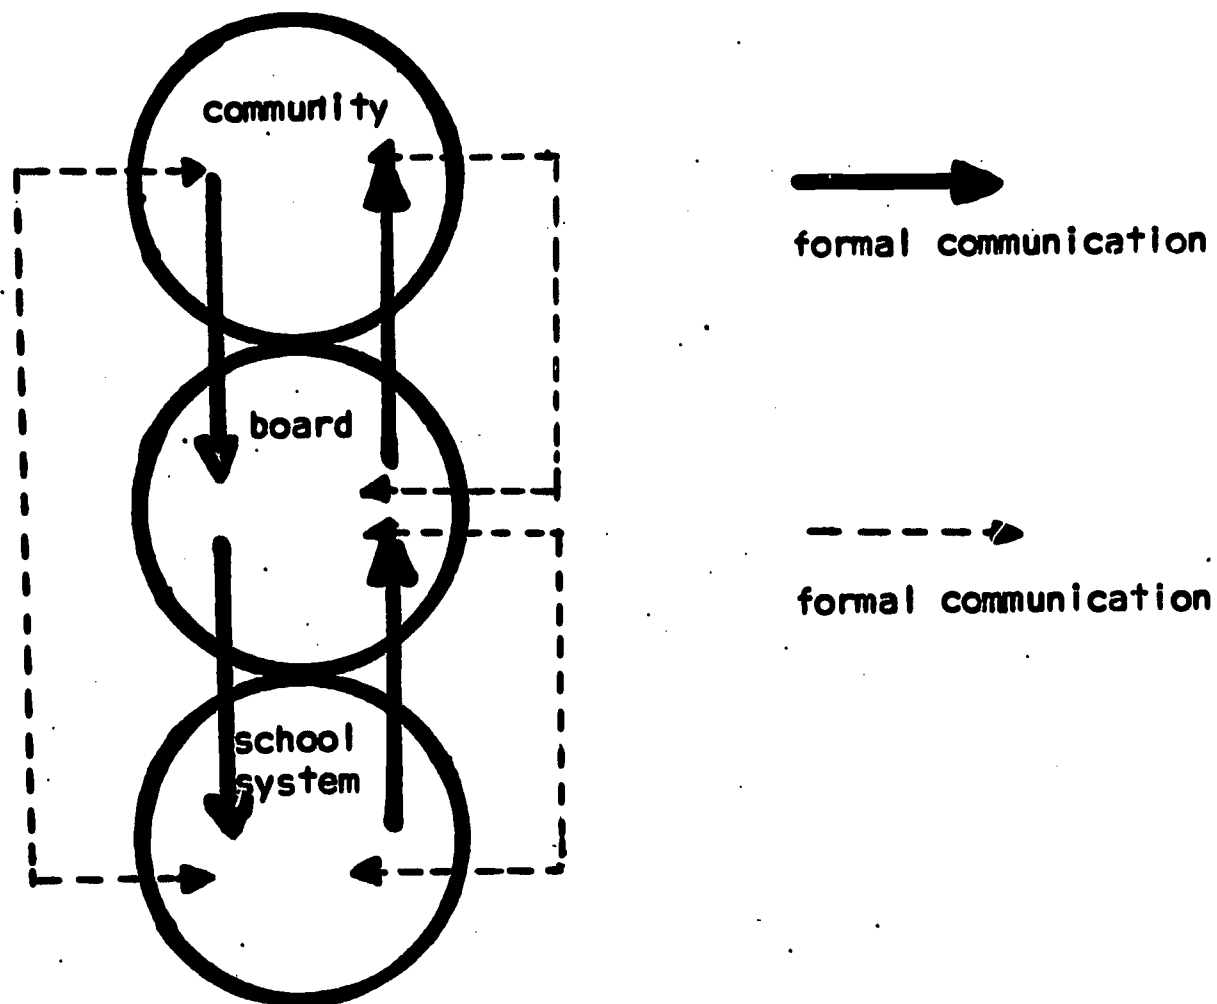 community
formal communication
board
formal communication
school
system